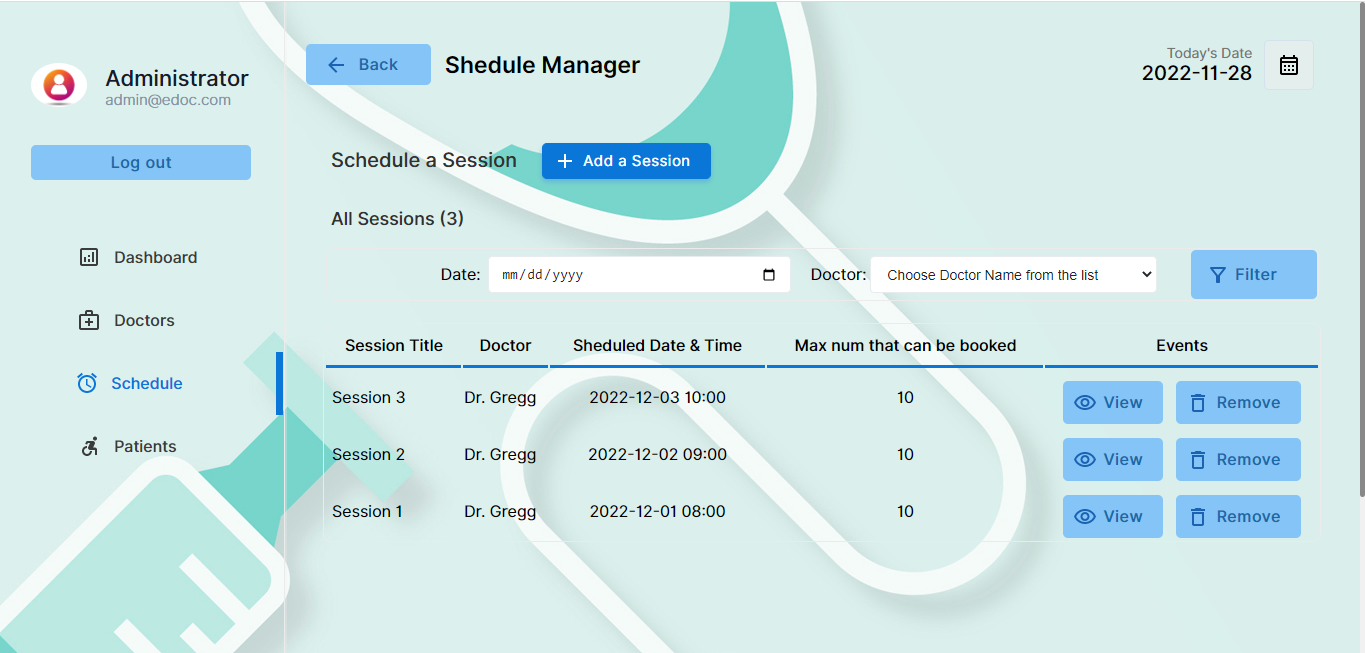 Administrator
admin@edoc.com
Log out
Dashboard
Doctors
Schedule
Patients
Back
Shedule Manager
Today's Date
2022-11-28
Schedule a Session
Add a Session
All Sessions (3)
Date: mm/dd/yyyy Doctor: Choose Doctor Name from the list Filter
Session Title Doctor Sheduled Date & Time Max num that can be booked Events
Session 3 Dr. Gregg 2022-12-03 10:00 10 View Remove
Session 2 Dr. Gregg 2022-12-02 09:00 10 View Remove
Session 1 Dr. Gregg 2022-12-01 08:00 10 View Remove